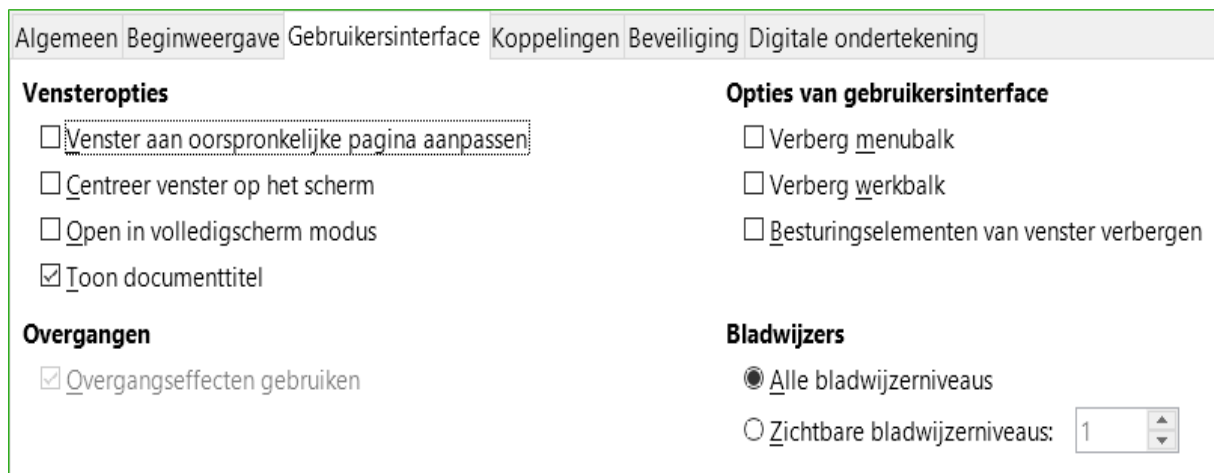 Algemeen Beginweergave Gebruikersinterface Koppelingen Beveiliging Digitale ondertekening
Vensteropties
Venster aan oorspronkelijke pagina aanpassen
Centreer venster op het scherm
Open in volledigscherm modus
Toon documenttitel
Overgangen
Overgangseffecten gebruiken
Opties van gebruikersinterface
Verberg menubalk
Verberg werkbalk
Besturingselementen van venster verbergen
Bladwijzers
Alle bladwijzerniveaus
Zichtbare bladwijzerniveaus: 1